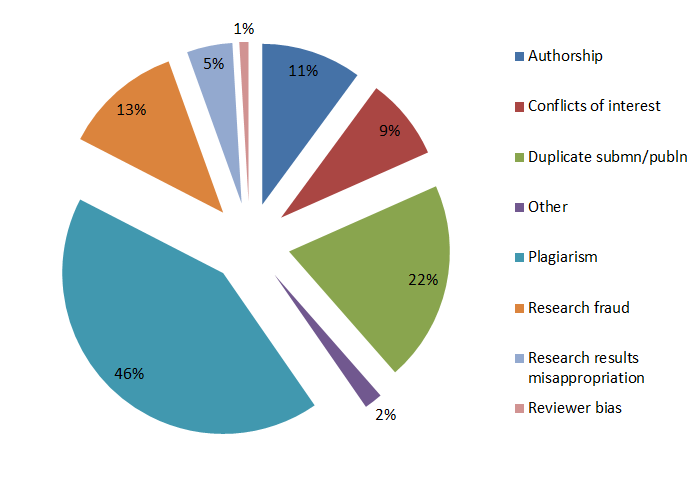 1%
5%
11%
13%
9%
22%
46%
2%
Authorship
Conflicts of interest
Duplicate submn/publn
Other
Plagiarism
Research fraud
Research results
misappropriation
Reviewer bias